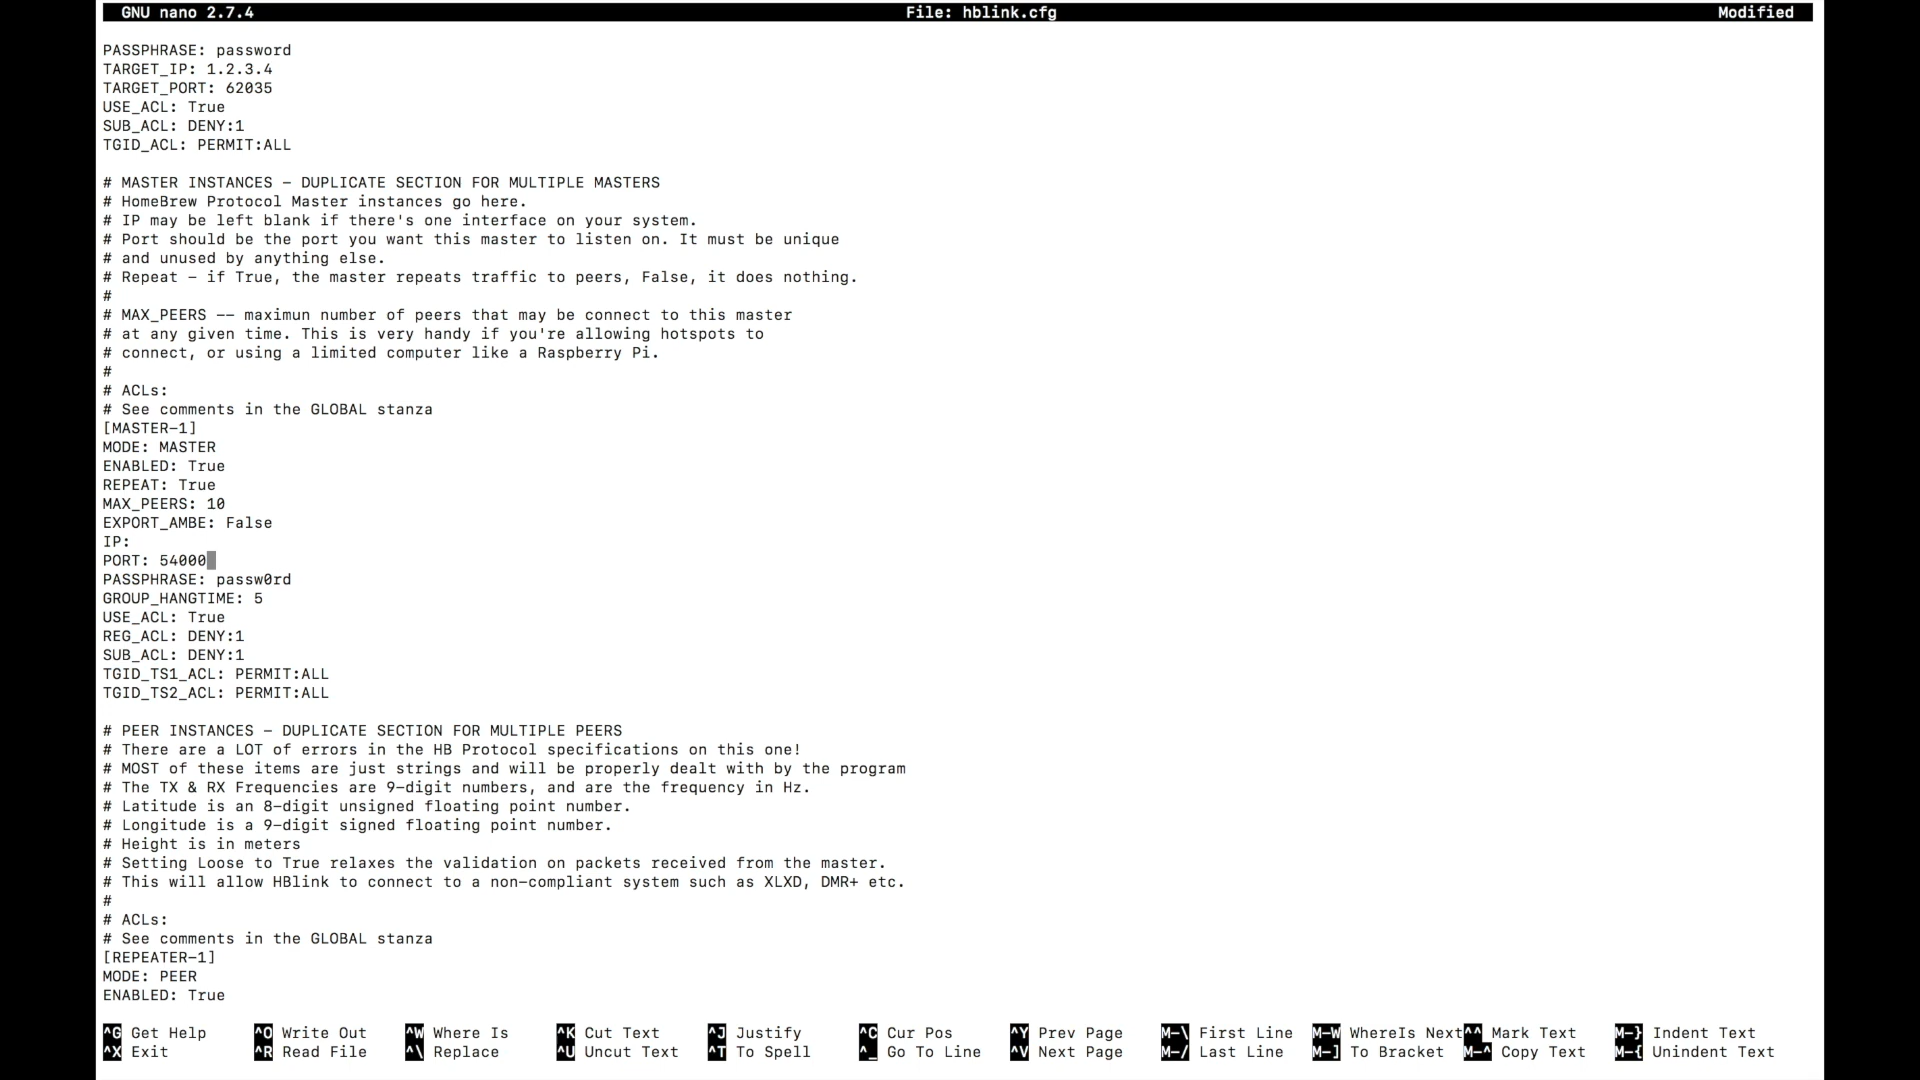 GNU nano 2.7.4 File: hblink.cfg Modified
PASSPHRASE: password
TARGET_IP: 1.2.3.4
TARGET_PORT: 62035
USE_ACL: True
SUB_ACL: DENY:1
TGID_ACL: PERMIT:ALL
# MASTER INSTANCES - DUPLICATE SECTION FOR MULTIPLE MASTERS
# HomeBrew Protocol Master instances go here.
# IP may be left blank if there's one interface on your system.
# Port should be the port you want this master to listen on. It must be unique
# and unused by anything else.
# Repeat - if True, the master repeats traffic to peers, False, it does nothing.
#
# MAX_PEERS -- maximun number of peers that may be connect to this master
# at any given time. This is very handy if you're allowing hotspots to
# connect, or using a limited computer like a Raspberry Pi.
#
# ACLs:
# See comments in the GLOBAL stanza
[MASTER-1]
MODE: MASTER
ENABLED: True
REPEAT: True
MAX_PEERS: 10
EXPORT_AMBE: False
IP:
PORT: 54000
PASSPHRASE: passw0rd
GROUP_HANGTIME: 5
USE_ACL: True
REG_ACL: DENY:1
SUB_ACL: DENY:1
TGID_TS1_ACL: PERMIT:ALL
TGID_TS2_ACL: PERMIT:ALL
# PEER INSTANCES - DUPLICATE SECTION FOR MULTIPLE PEERS
# There are a LOT of errors in the HB Protocol specifications on this one!
# MOST of these items are just strings and will be properly dealt with by the program
# The TX & RX Frequencies are 9-digit numbers, and are the frequency in Hz.
# Latitude is an 8-digit unsigned floating point number.
# Longitude is a 9-digit signed floating point number.
# Height is in meters
# Setting Loose to True relaxes the validation on packets received from the master.
# This will allow HBlink to connect to a non-compliant system such as XLXD, DMR+ etc.
#
# ACLs:
# See comments in the GLOBAL stanza
[REPEATER-1]
MODE: PEER
ENABLED: True
^G Get Help ^O Write Out ^W Where Is ^K Cut Text ^J Justify ^C Cur Pos ^Y Prev Page M-\ First Line M-W WhereIs Next ^^ Mark Text M-} Indent Text
^X Exit ^R Read File ^\ Replace ^U Uncut Text ^T To Spell ^_ Go To Line ^V Next Page M-/ Last Line M-] To Bracket M-^ Copy Text M-{ Unindent Text